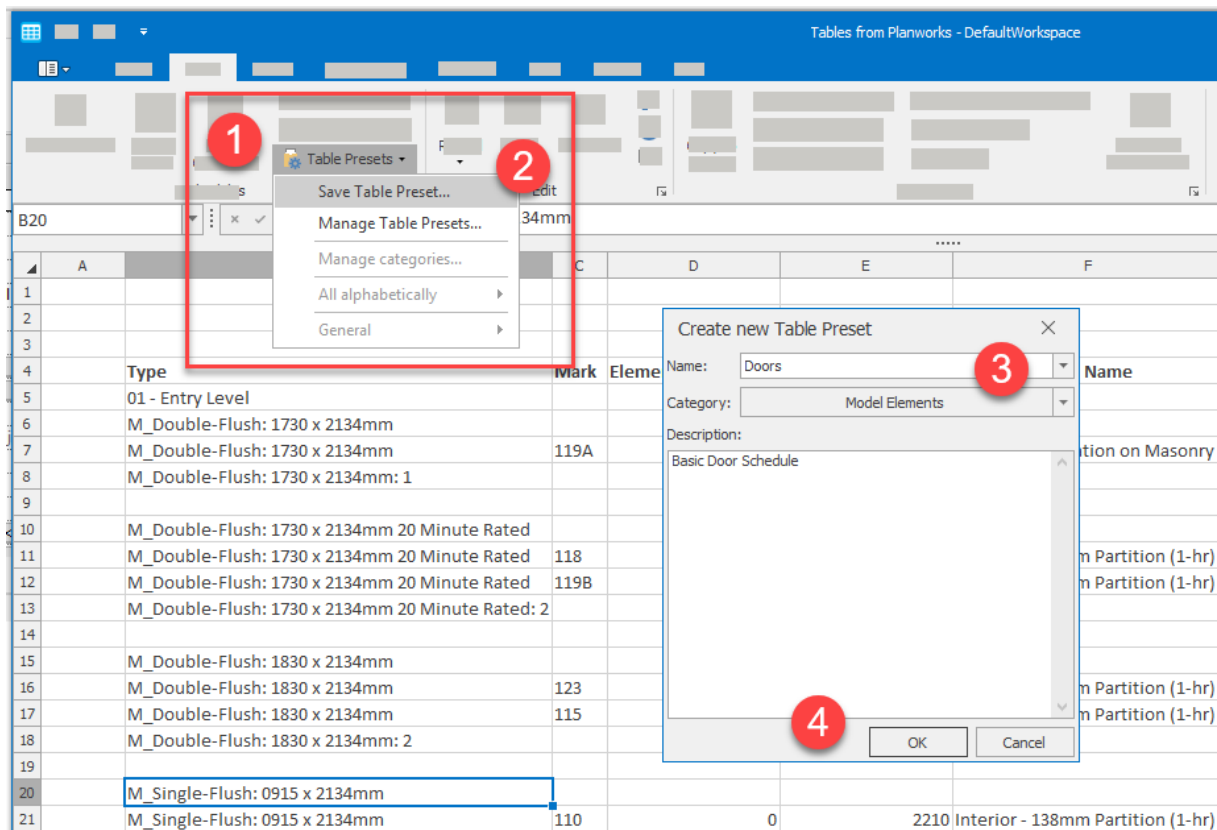 Tables from Planworks - DefaultWorkspace
1
Table Presets
2
Save Table Preset...
Edit
Manage Table Presets...
Manage categories...
All alphabetically
General
B20
34mm
A
C
D
E
F
1
2
3
4 Type Mark Eleme Name
5 01 - Entry Level
6 M_Double-Flush: 1730 x 2134mm
7 M_Double-Flush: 1730 x 2134mm 119A tion on Masonry
8 M_Double-Flush: 1730 x 2134mm: 1
9
10 M_Double-Flush: 1730 x 2134mm 20 Minute Rated
11 M_Double-Flush: 1730 x 2134mm 20 Minute Rated 118 m Partition (1-hr)
12 M_Double-Flush: 1730 x 2134mm 20 Minute Rated 119B m Partition (1-hr)
13 M_Double-Flush: 1730 x 2134mm 20 Minute Rated: 2
14
15 M_Double-Flush: 1830 x 2134mm
16 M_Double-Flush: 1830 x 2134mm 123 m Partition (1-hr)
17 M_Double-Flush: 1830 x 2134mm 115 m Partition (1-hr)
18 M_Double-Flush: 1830 x 2134mm: 2
19
20 M_Single-Flush: 0915 x 2134mm
21 M_Single-Flush: 0915 x 2134mm 110 0 2210 Interior - 138mm Partition (1-hr)
Create new Table Preset
Name: Doors
3
Category: Model Elements
Description:
Basic Door Schedule
4
OK Cancel